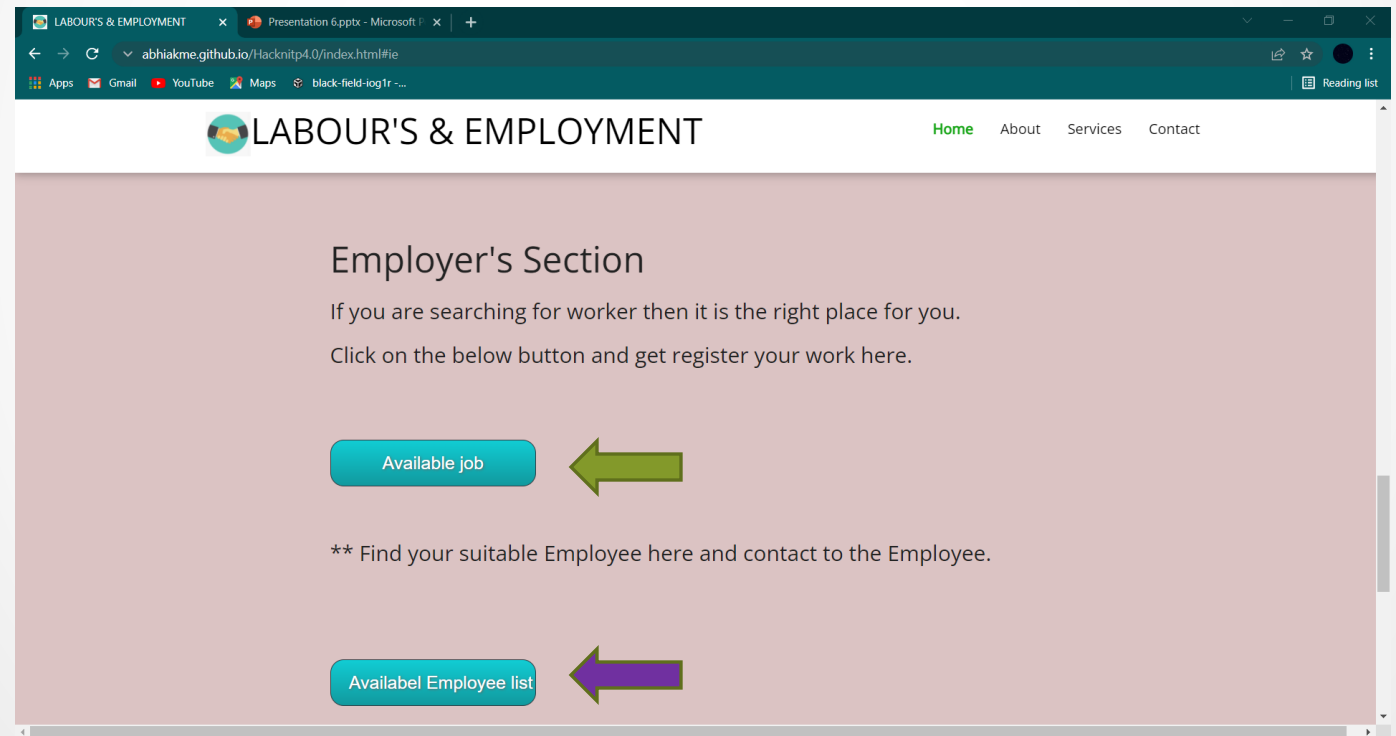 LABOUR'S & EMPLOYMENT
Presentation 6.pptx - Microsoft P
abhiakme.github.io/Hacknitp4.0/index.html#ie
Apps Gmail YouTube Maps black-field-iog1r -... Reading list
LABOUR'S & EMPLOYMENT Home About Services Contact
Employer's Section
If you are searching for worker then it is the right place for you.
Click on the below button and get register your work here.
Available job
** Find your suitable Employee here and contact to the Employee.
Availabel Employee list